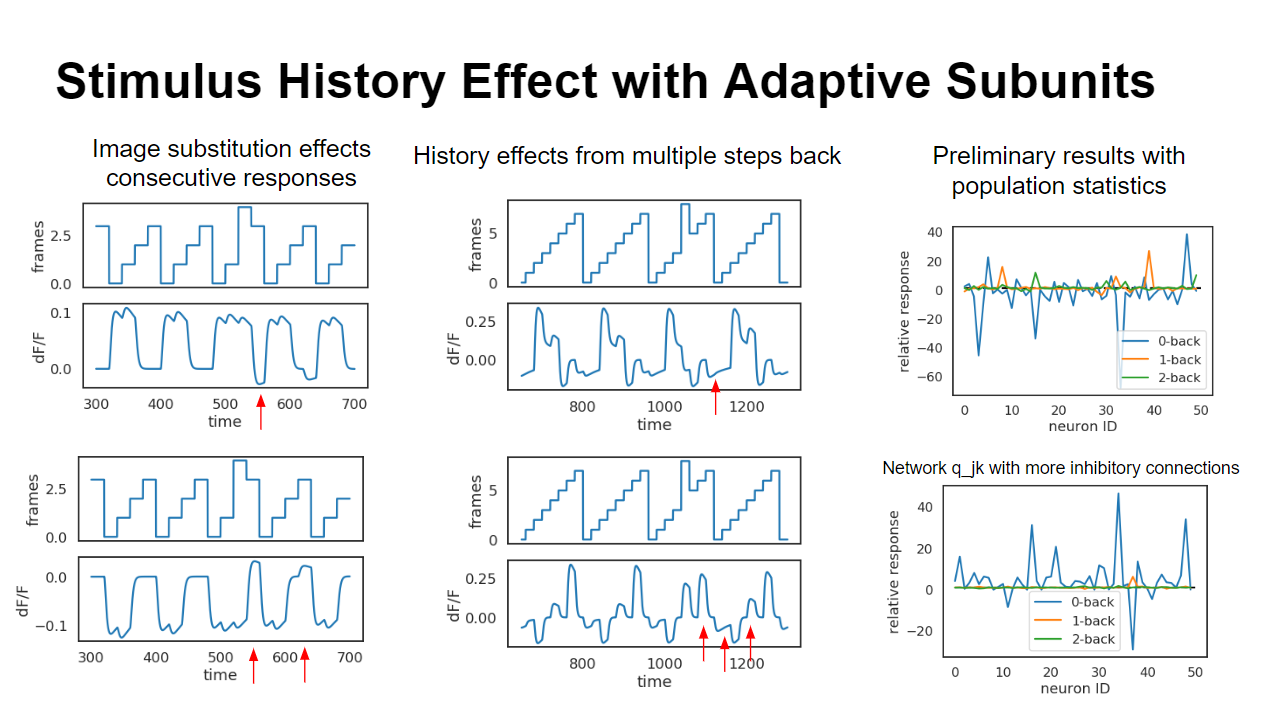 Stimulus History Effect with Adaptive Subunits
Image substitution effects
consecutive responses
frames
2.5
0.0
dF/F
0.1
0.0
300 400 500 600 700
time
frames
2.5
0.0
dF/F
0.0
−0.1
300 400 500 600 700
time
History effects from multiple steps back
frames
5
0
dF/F
0.25
0.00
800 1000 1200
time
frames
5
0
dF/F
0.25
0.00
800 1000 1200
time
Preliminary results with
population statistics
relative response
40
20
0
−20
−40
−60
0-back
1-back
2-back
0 10 20 30 40 50
neuron ID
Network q_jk with more inhibitory connections
relative response
40
20
0
−20
0-back
1-back
2-back
0 10 20 30 40 50
neuron ID